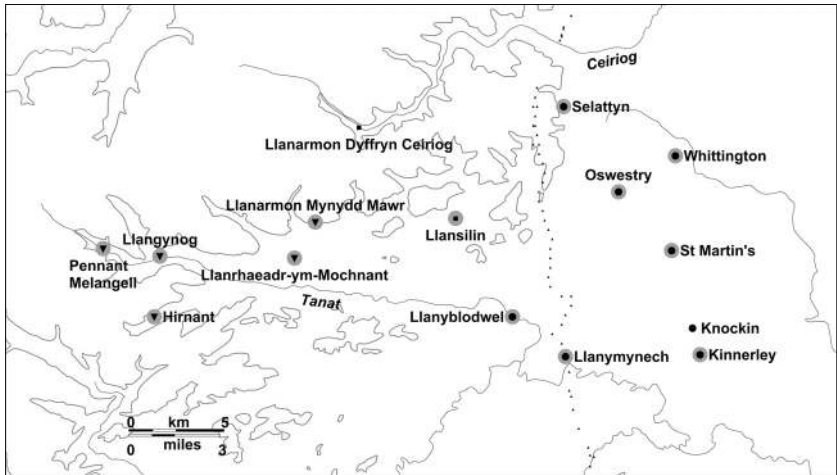 Ceiriog
Selattyn
Llanarmon Dyffryn Ceiriog
Whittington
Oswestry
Llanarmon Mynydd Mawr
Llansilin
Llangynog
St Martin's
Pennant
Melangell
Llanrhaeadr-ym-Mochnant
Tanat
Hirnant
Llanyblodwel
Knockin
Llanymynech
Kinnerley
0 km 5
0 miles 3